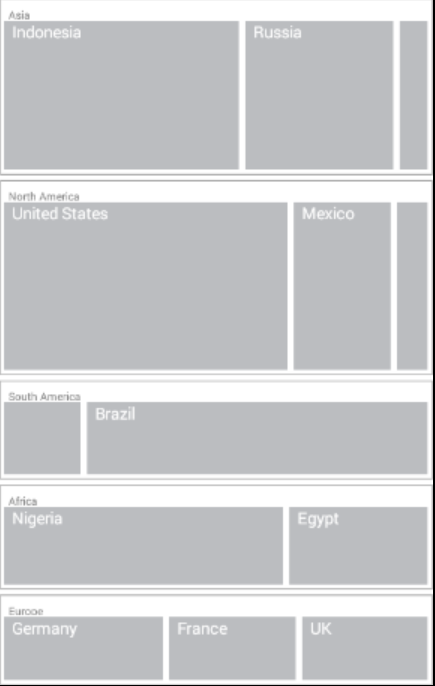 Asia
Indonesia
Russia
North America
United States
Mexico
South America
Brazil
Africa
Nigeria
Egypt
Europe
Germany
France
UK